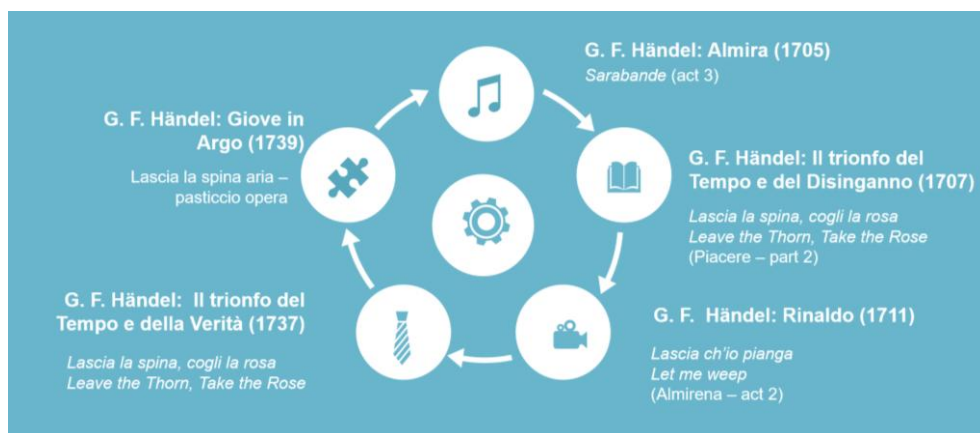 G. F. Händel: Almira (1705)
Sarabande (act 3)
G. F. Händel: Il trionfo del
Tempo e del Disinganno (1707)
Lascia la spina, cogli la rosa
Leave the Thorn, Take the Rose
(Piacere – part 2)
G. F. Händel: Rinaldo (1711)
Lascia ch'io pianga
Let me weep
(Almirena – act 2)
G. F. Händel: Il trionfo del
Tempo e della Verità (1737)
Lascia la spina, cogli la rosa
Leave the Thorn, Take the Rose
G. F. Händel: Giove in
Argo (1739)
Lascia la spina aria –
pasticcio opera